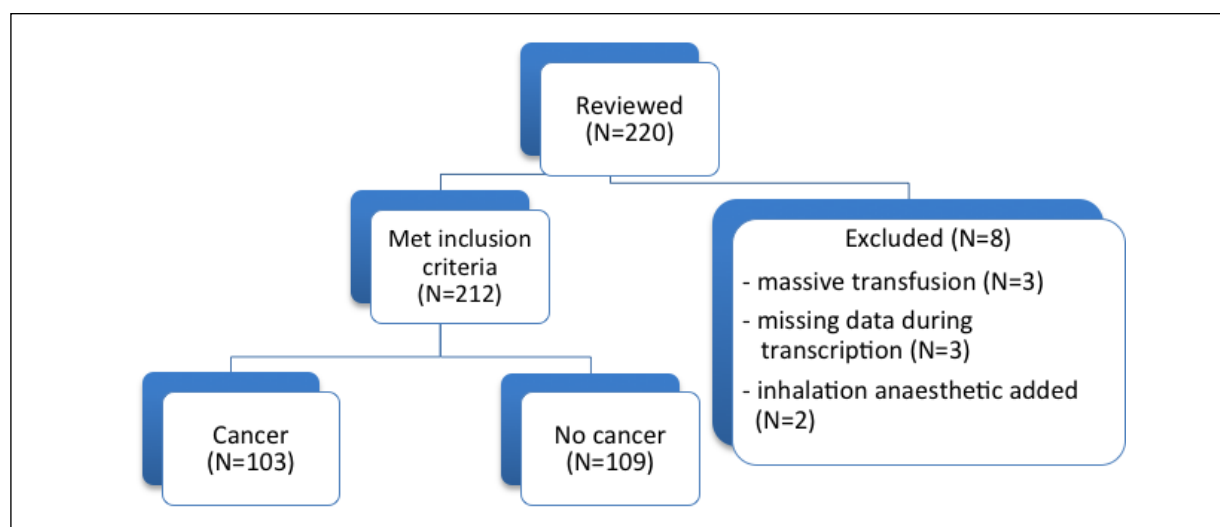 Reviewed
(N=220)
Met inclusion
criteria
(N=212)
Excluded (N=8)
- massive transfusion (N=3)
- missing data during
transcription (N=3)
- inhalation anaesthetic added
(N=2)
Cancer
(N=103)
No cancer
(N=109)